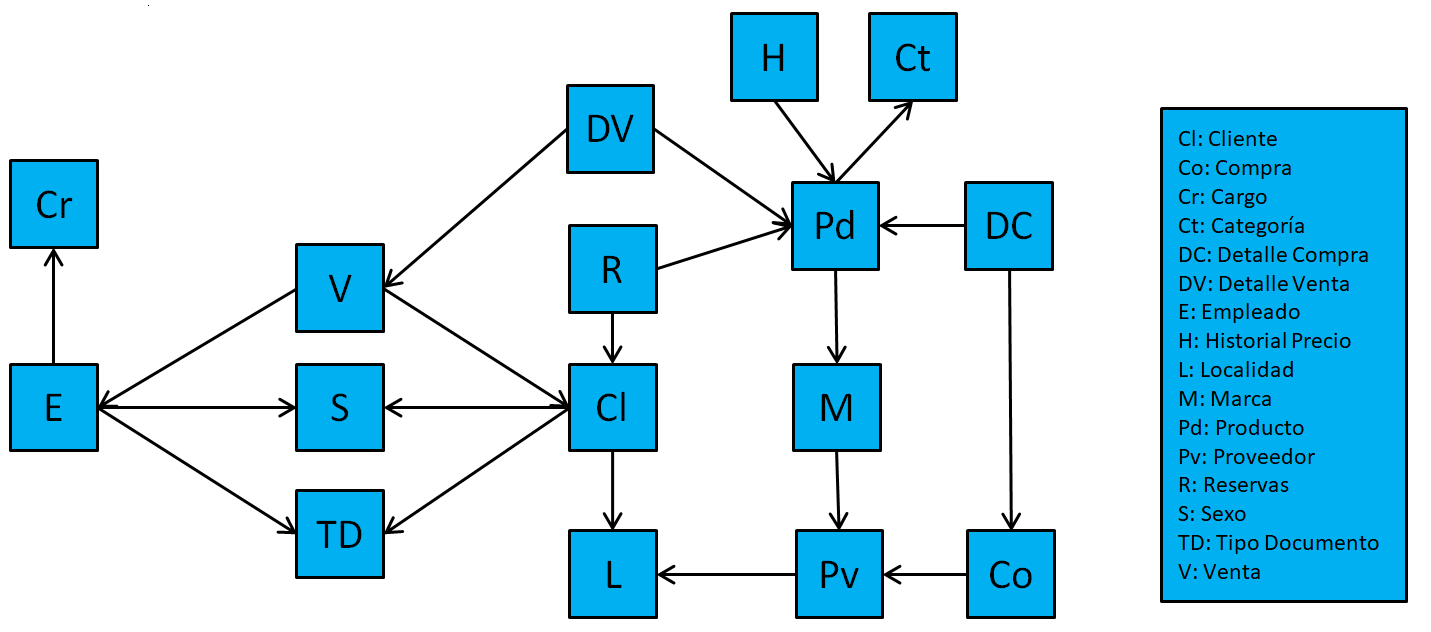 H
Ct
DV
Cr
Pd
DC
R
V
E
S
Cl
M
TD
L
Pv
Co
Cl: Cliente
Co: Compra
Cr: Cargo
Ct: Categoría
DC: Detalle Compra
DV: Detalle Venta
E: Empleado
H: Historial Precio
L: Localidad
M: Marca
Pd: Producto
Pv: Proveedor
R: Reservas
S: Sexo
TD: Tipo Documento
V: Venta